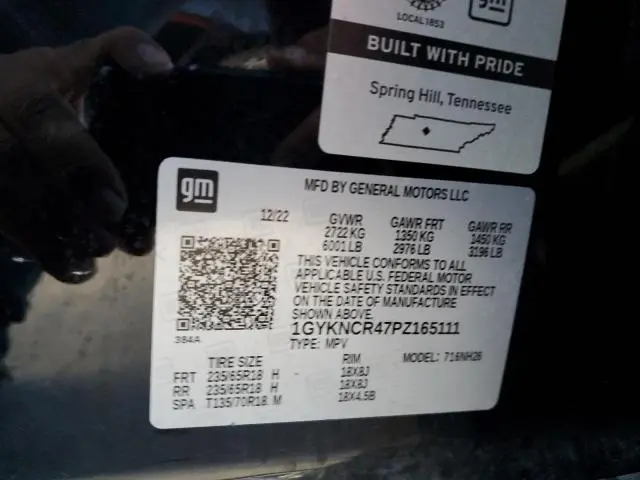 LOCAL 1853
gm
BUILT WITH PRIDE
Spring Hill, Tennessee
gm
MFD BY GENERAL MOTORS LLC
12/22 GVWR GAWR FRT GAWR RR
2722 KG 1350 KG 1450 KG
6001 LB 2976 LB 3196 LB
THIS VEHICLE CONFORMS TO ALL
APPLICABLE U.S. FEDERAL MOTOR
VEHICLE SAFETY STANDARDS IN EFFECT
ON THE DATE OF MANUFACTURE
SHOWN ABOVE.
384A
1GYKNCR47PZ165111
TYPE: MPV MODEL: 716NH26
TIRE SIZE RIM
FRT 235/65R18 H - 18X8J
RR 235/65R18 H 18X8J
SPA T135/70R18 M 18X4.5B